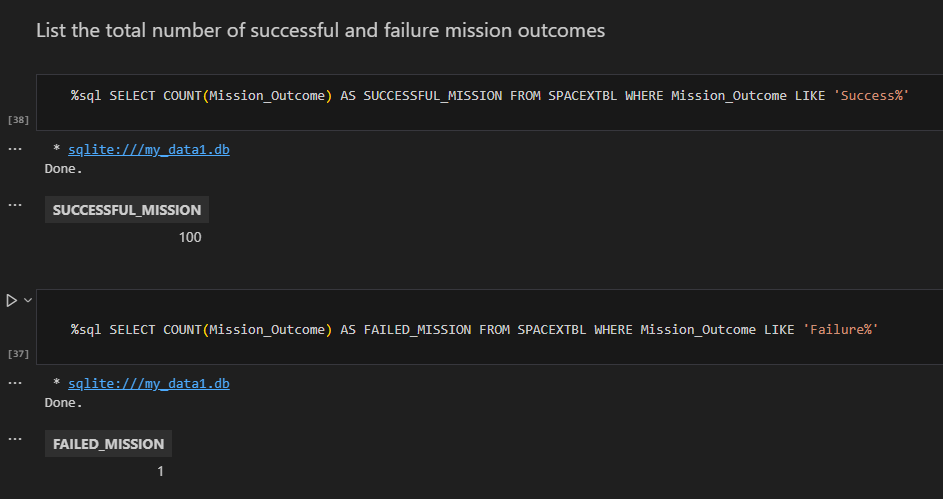 List the total number of successful and failure mission outcomes
%sql SELECT COUNT(Mission_Outcome) AS SUCCESSFUL_MISSION FROM SPACEXTBL WHERE Mission_Outcome LIKE 'Success%'
[38]
* sqlite:///my_data1.db
Done.
SUCCESSFUL_MISSION
100
%sql SELECT COUNT(Mission_Outcome) AS FAILED_MISSION FROM SPACEXTBL WHERE Mission_Outcome LIKE 'Failure%'
[37]
* sqlite:///my_data1.db
Done.
FAILED_MISSION
1